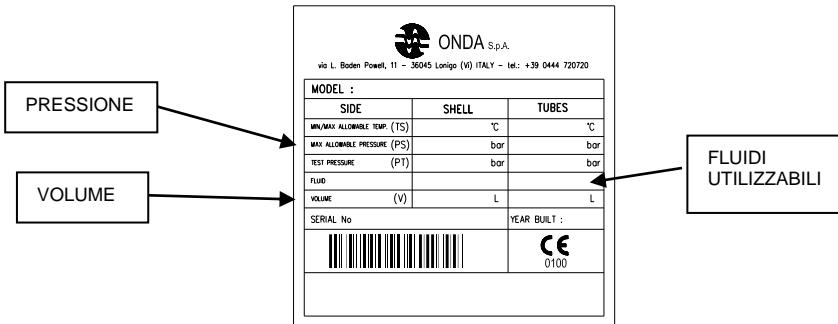 ONDA S.p.A.
via L. Baden Powell, 11 - 36045 Lonigo (VI) ITALY - tel.: +39 0444 720720
MODEL :
SIDE SHELL TUBES
MIN/MAX ALLOWABLE TEMP. (TS) °C °C
PRESSIONE
MAX ALLOWABLE PRESSURE (PS) bar bar
TEST PRESSURE (PT) bar bar
FLUID
FLUIDI
UTILIZZABILI
VOLUME
VOLUME (V) L L
SERIAL No YEAR BUILT :
CE
0100